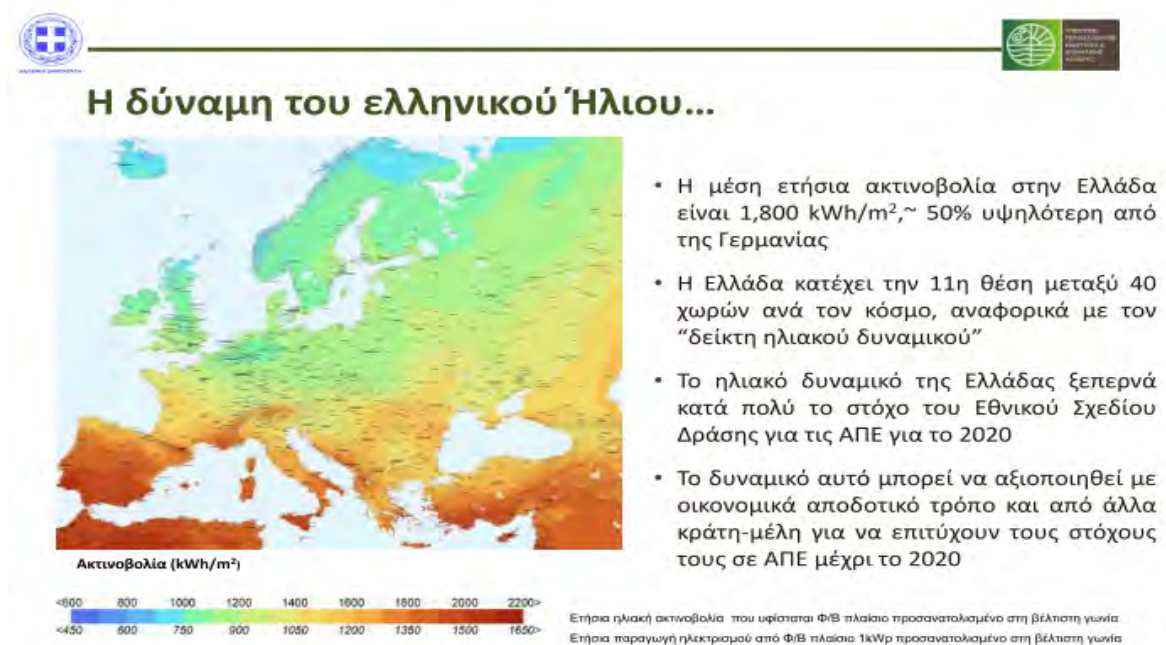 Η δύναμη του ελληνικού Ήλιου...
• Η μέση ετήσια ακτινοβολία στην Ελλάδα
είναι 1,800 kWh/m²,~ 50% υψηλότερη από
της Γερμανίας
• Η Ελλάδα κατέχει την 11η θέση μεταξύ 40
χωρών ανά τον κόσμο, αναφορικά με τον
“δείκτη ηλιακού δυναμικού”
• Το ηλιακό δυναμικό της Ελλάδας ξεπερνά
κατά πολύ το στόχο του Εθνικού Σχεδίου
Δράσης για τις ΑΠΕ για το 2020
• Το δυναμικό αυτό μπορεί να αξιοποιηθεί με
οικονομικά αποδοτικό τρόπο και από άλλα
κράτη-μέλη για να επιτύχουν τους στόχους
τους σε ΑΠΕ μέχρι το 2020
Ακτινοβολία (kWh/m²)
<600 800 1000 1200 1400 1600 1800 2000 2200>
<450 600 750 900 1050 1200 1350 1500 1650>
Ετήσια ηλιακή ακτινοβολία που υφίσταται Φ/Β πλαίσιο προσανατολισμένο στη βέλτιστη γωνία
Ετήσια παραγωγή ηλεκτρισμού από Φ/Β πλαίσιο 1kWp προσανατολισμένο στη βέλτιστη γωνία